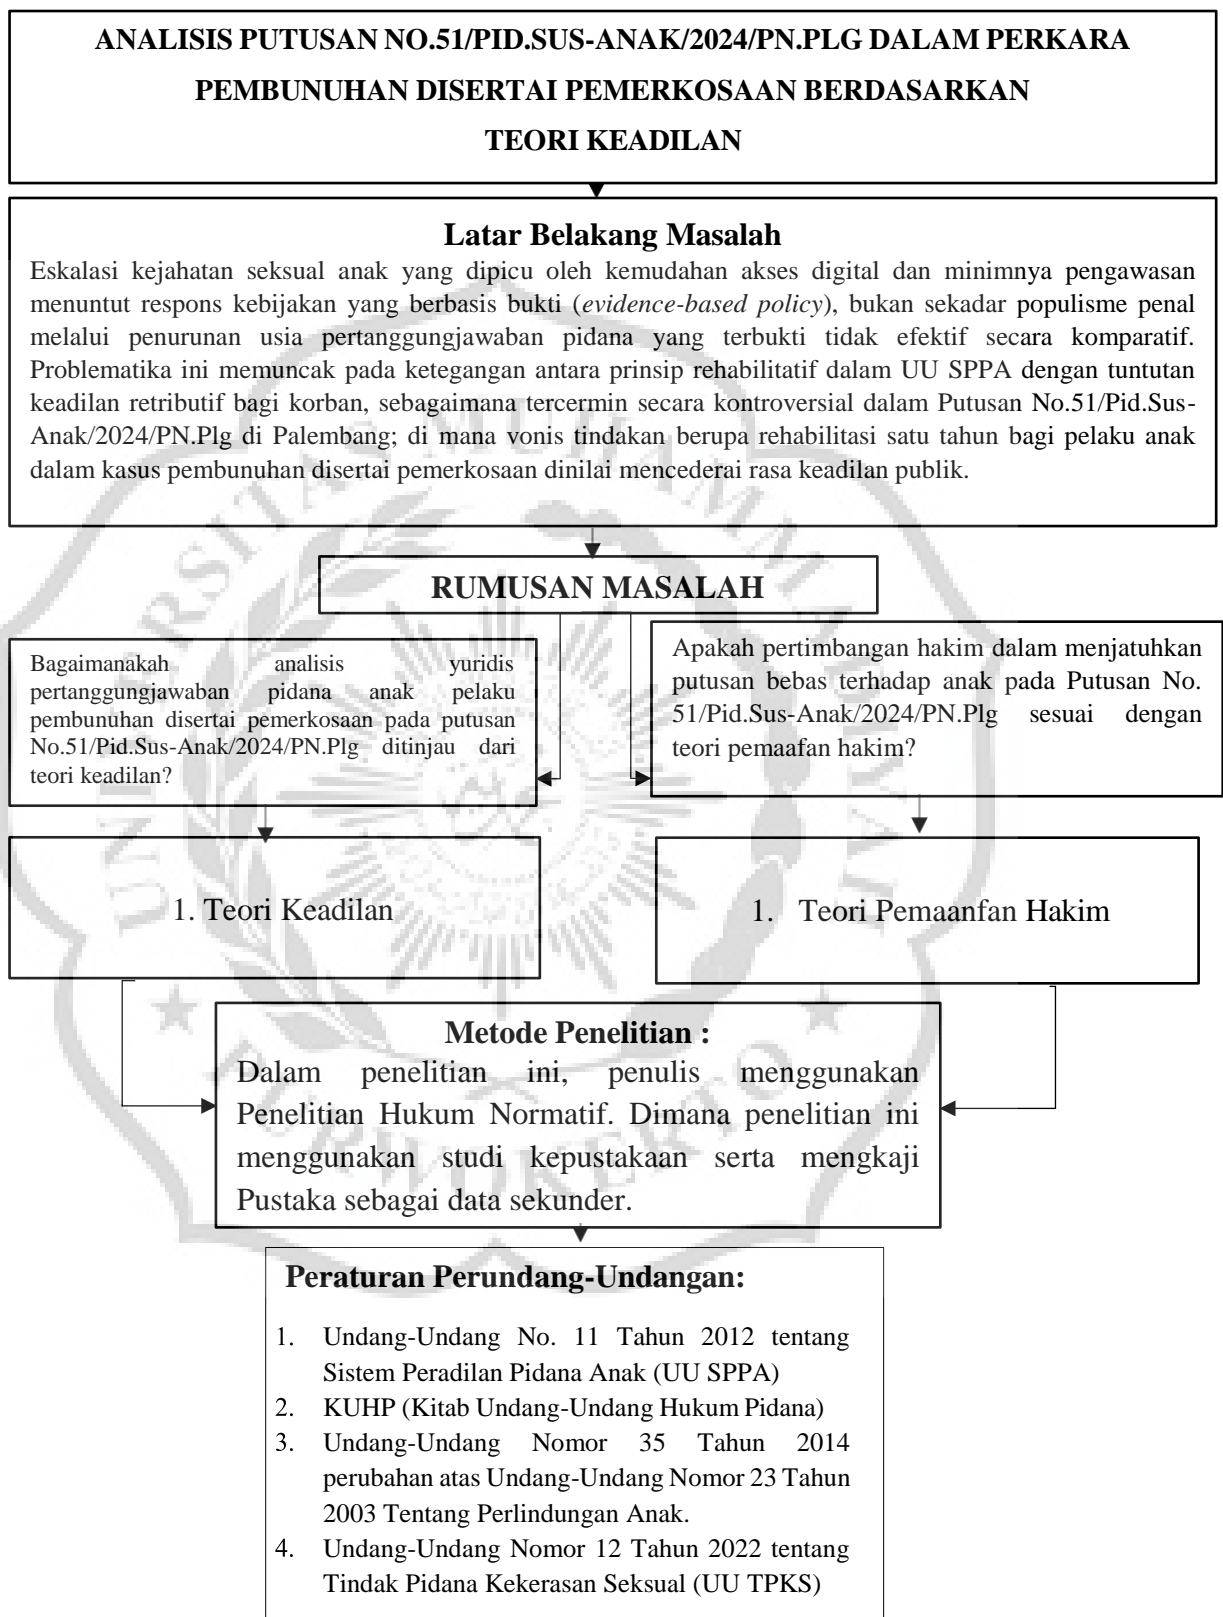 ANALISIS PUTUSAN NO.51/PID.SUS-ANAK/2024/PN.PLG DALAM PERKARA
PEMBUNUHAN DISERTAI PEMERKOSAAN BERDASARKAN
TEORI KEADILAN
Latar Belakang Masalah
Eskalasi kejahatan seksual anak yang dipicu oleh kemudahan akses digital dan minimnya pengawasan
menuntut respons kebijakan yang berbasis bukti (evidence-based policy), bukan sekadar populisme penal
melalui penurunan usia pertanggungjawaban pidana yang terbukti tidak efektif secara komparatif.
Problematika ini memuncak pada ketegangan antara prinsip rehabilitatif dalam UU SPPA dengan tuntutan
keadilan retributif bagi korban, sebagaimana tercermin secara kontroversial dalam Putusan No.51/Pid.Sus-
Anak/2024/PN.Plg di Palembang; di mana vonis tindakan berupa rehabilitasi satu tahun bagi pelaku anak
dalam kasus pembunuhan disertai pemerkosaan dinilai mencederai rasa keadilan publik.
RUMUSAN MASALAH
Bagaimanakah analisis yuridis
pertanggungjawaban pidana anak pelaku
pembunuhan disertai pemerkosaan pada putusan
No.51/Pid.Sus-Anak/2024/PN.Plg ditinjau dari
teori keadilan?
Apakah pertimbangan hakim dalam menjatuhkan
putusan bebas terhadap anak pada Putusan No.
51/Pid.Sus-Anak/2024/PN.Plg sesuai dengan
teori pemaafan hakim?
1. Teori Keadilan
1. Teori Pemaanfan Hakim
Metode Penelitian :
Dalam penelitian ini, penulis menggunakan
Penelitian Hukum Normatif. Dimana penelitian ini
menggunakan studi kepustakaan serta mengkaji
Pustaka sebagai data sekunder.
Peraturan Perundang-Undangan:
1. Undang-Undang No. 11 Tahun 2012 tentang
Sistem Peradilan Pidana Anak (UU SPPA)
2. KUHP (Kitab Undang-Undang Hukum Pidana)
3. Undang-Undang Nomor 35 Tahun 2014
perubahan atas Undang-Undang Nomor 23 Tahun
2003 Tentang Perlindungan Anak.
4. Undang-Undang Nomor 12 Tahun 2022 tentang
Tindak Pidana Kekerasan Seksual (UU TPKS)
UNIVERSITAS MUHAMMADIYAH
PURWOKERTO